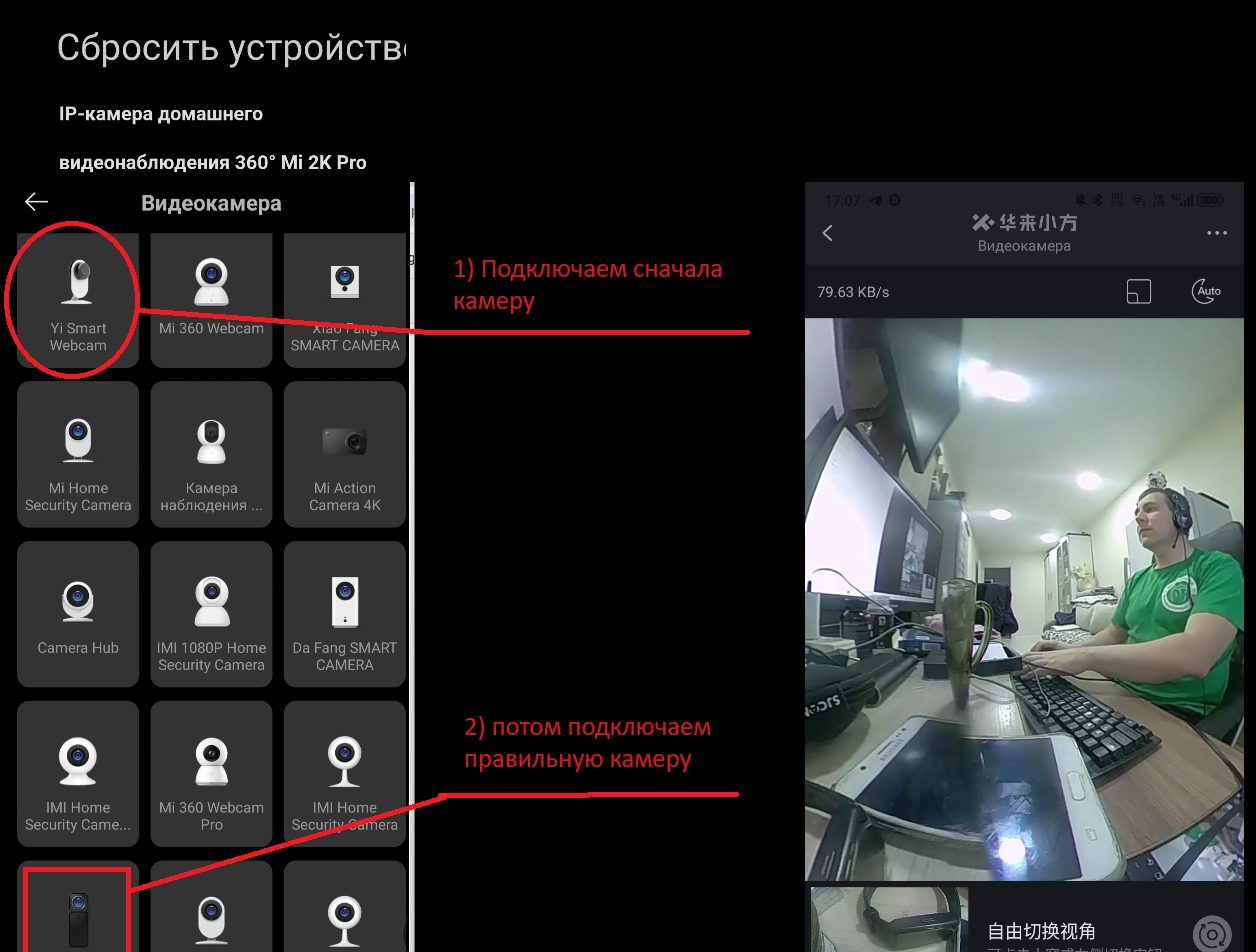 Сбросить устройств
IP-камера домашнего
видеонаблюдения 360° Mi 2K Pro
Видеокамера
Yi Smart
Webcam
Mi 360 Webcam
Xiao Fang
SMART CAMERA
Mi Home
Security Camera
Камера
наблюдения ...
Mi Action
Camera 4K
Camera Hub
IMI 1080P Home
Security Camera
Da Fang SMART
CAMERA
IMI Home
Security Came...
Mi 360 Webcam
Pro
IMI Home
Security Camera
1) Подключаем сначала
камеру
2) потом подключаем
правильную камеру
17:07
4G 100
华来小方
Видеокамера
79.63 KB/s
Auto
自由切换视角